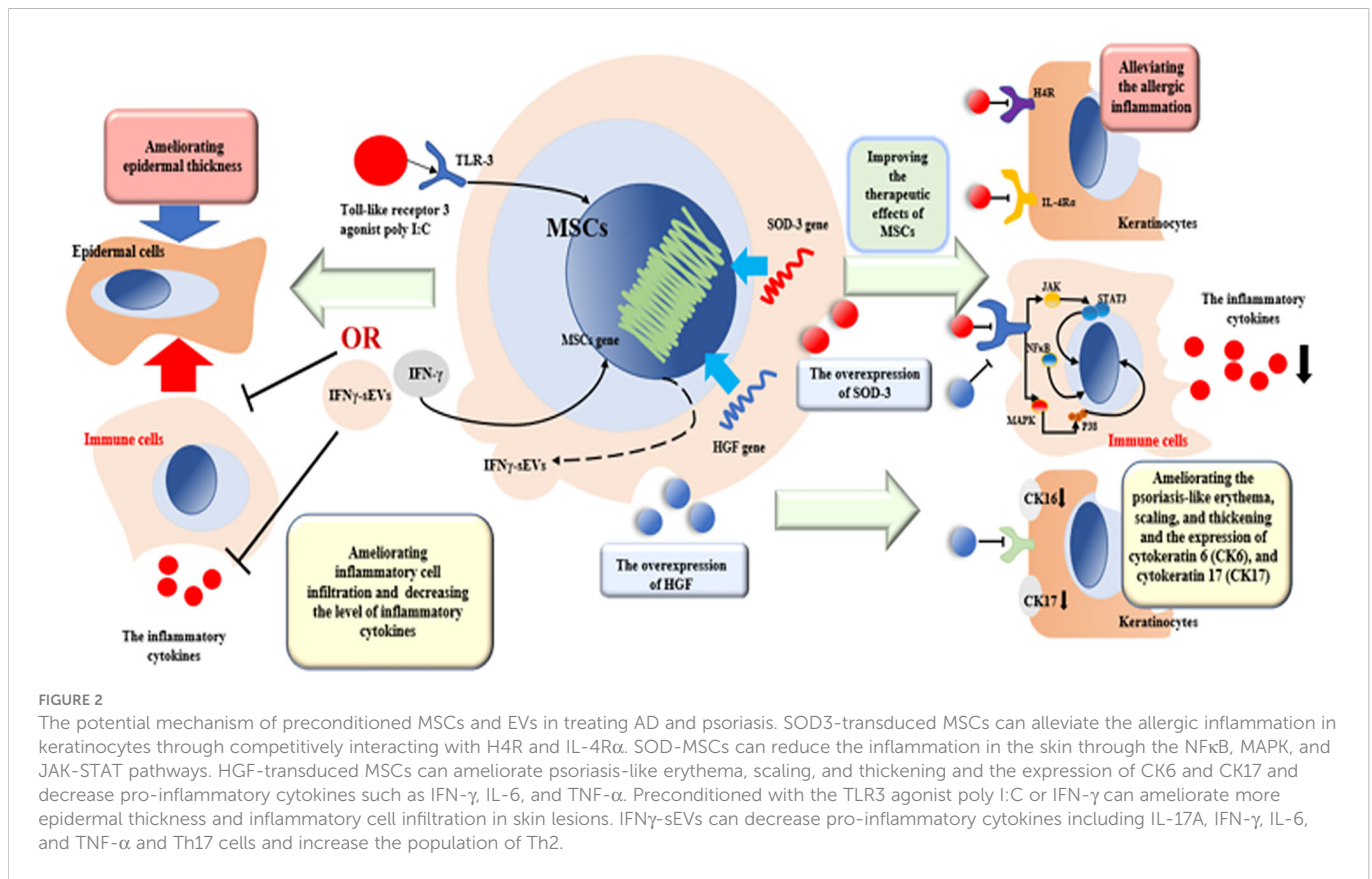 Ameliorating
epidermal thickness
Epidermal cells
Immune cells
The inflammatory
cytokines
TLR-3
Toll-like receptor 3
agonist poly I:C
OR
IFNγ-sEVs
IFN-γ
Ameliorating
inflammatory cell
infiltration and decreasing
the level of inflammatory
cytokines
MSCs
MSCs gene
SOD-3 gene
HGF gene
IFNγ-sEVs
The overexpression
of HGF
The overexpression
of SOD-3
Improving
the
therapeutic
effects of
MSCs
H4R
IL-4Rα
Keratinocytes
Alleviating
the allergic
inflammation
JAK
STAT3
NFκB
MAPK
P38
Immune cells
The inflammatory
cytokines
CK16
CK17
Keratinocytes
Ameliorating the
psoriasis-like erythema,
scaling, and thickening
and the expression of
cytokeratin 6 (CK6), and
cytokeratin 17 (CK17)
FIGURE 2
The potential mechanism of preconditioned MSCs and EVs in treating AD and psoriasis. SOD3-transduced MSCs can alleviate the allergic inflammation in
keratinocytes through competitively interacting with H4R and IL-4Rα. SOD-MSCs can reduce the inflammation in the skin through the NFκB, MAPK, and
JAK-STAT pathways. HGF-transduced MSCs can ameliorate psoriasis-like erythema, scaling, and thickening and the expression of CK6 and CK17 and
decrease pro-inflammatory cytokines such as IFN-γ, IL-6, and TNF-α. Preconditioned with the TLR3 agonist poly I:C or IFN-γ can ameliorate more
epidermal thickness and inflammatory cell infiltration in skin lesions. IFNγ-sEVs can decrease pro-inflammatory cytokines including IL-17A, IFN-γ, IL-6,
and TNF-α and Th17 cells and increase the population of Th2.